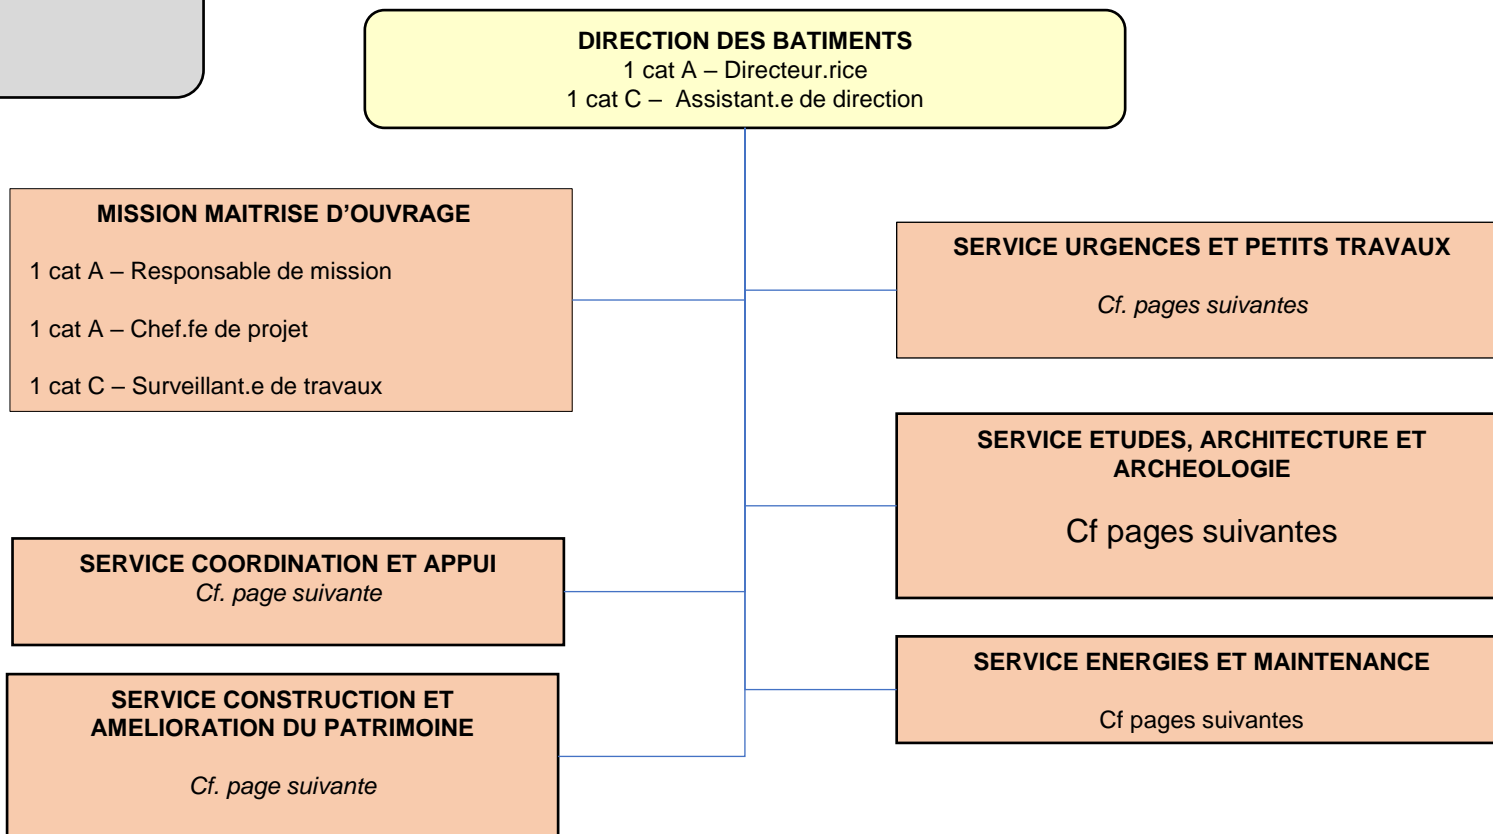 DIRECTION DES BATIMENTS
1 cat A – Directeur.rice
1 cat C – Assistant.e de direction
MISSION MAITRISE D’OUVRAGE
1 cat A – Responsable de mission
1 cat A – Chef.fe de projet
1 cat C – Surveillant.e de travaux
SERVICE URGENCES ET PETITS TRAVAUX
Cf. pages suivantes
SERVICE ETUDES, ARCHITECTURE ET
ARCHEOLOGIE
Cf pages suivantes
SERVICE COORDINATION ET APPUI
Cf. page suivante
SERVICE ENERGIES ET MAINTENANCE
Cf pages suivantes
SERVICE CONSTRUCTION ET
AMELIORATION DU PATRIMOINE
Cf. page suivante